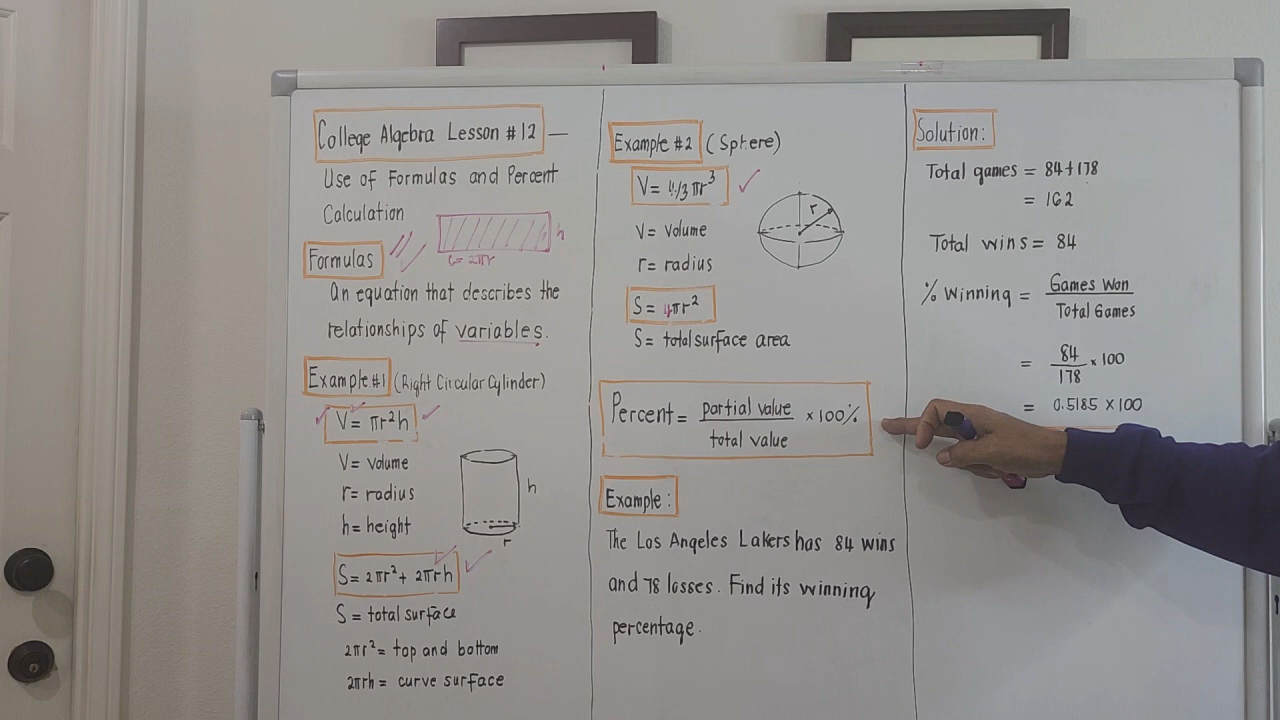 College Algebra Lesson #12 —
Use of Formulas and Percent
Calculation
h
C= 2πr
Formulas
An equation that describes the
relationships of variables.
Example #1 (Right Circular Cylinder)
V= πr²h
V= volume
r= radius
h= height
h
r
S= 2πr² + 2πrh
S= total surface
2πr² = top and bottom
2πrh = curve surface
Example #2 (Sphere)
V= 4/3 πr³
r
V= volume
r= radius
S= 4πr²
S= total surface area
Percent = partial value / total value × 100%
Example:
The Los Angeles Lakers has 84 wins
and 78 losses. Find its winning
percentage.
Solution:
Total games = 84+178
= 162
Total wins = 84
% Winning = Games Won / Total Games
= 84 / 178 × 100
= 0.5185 × 100